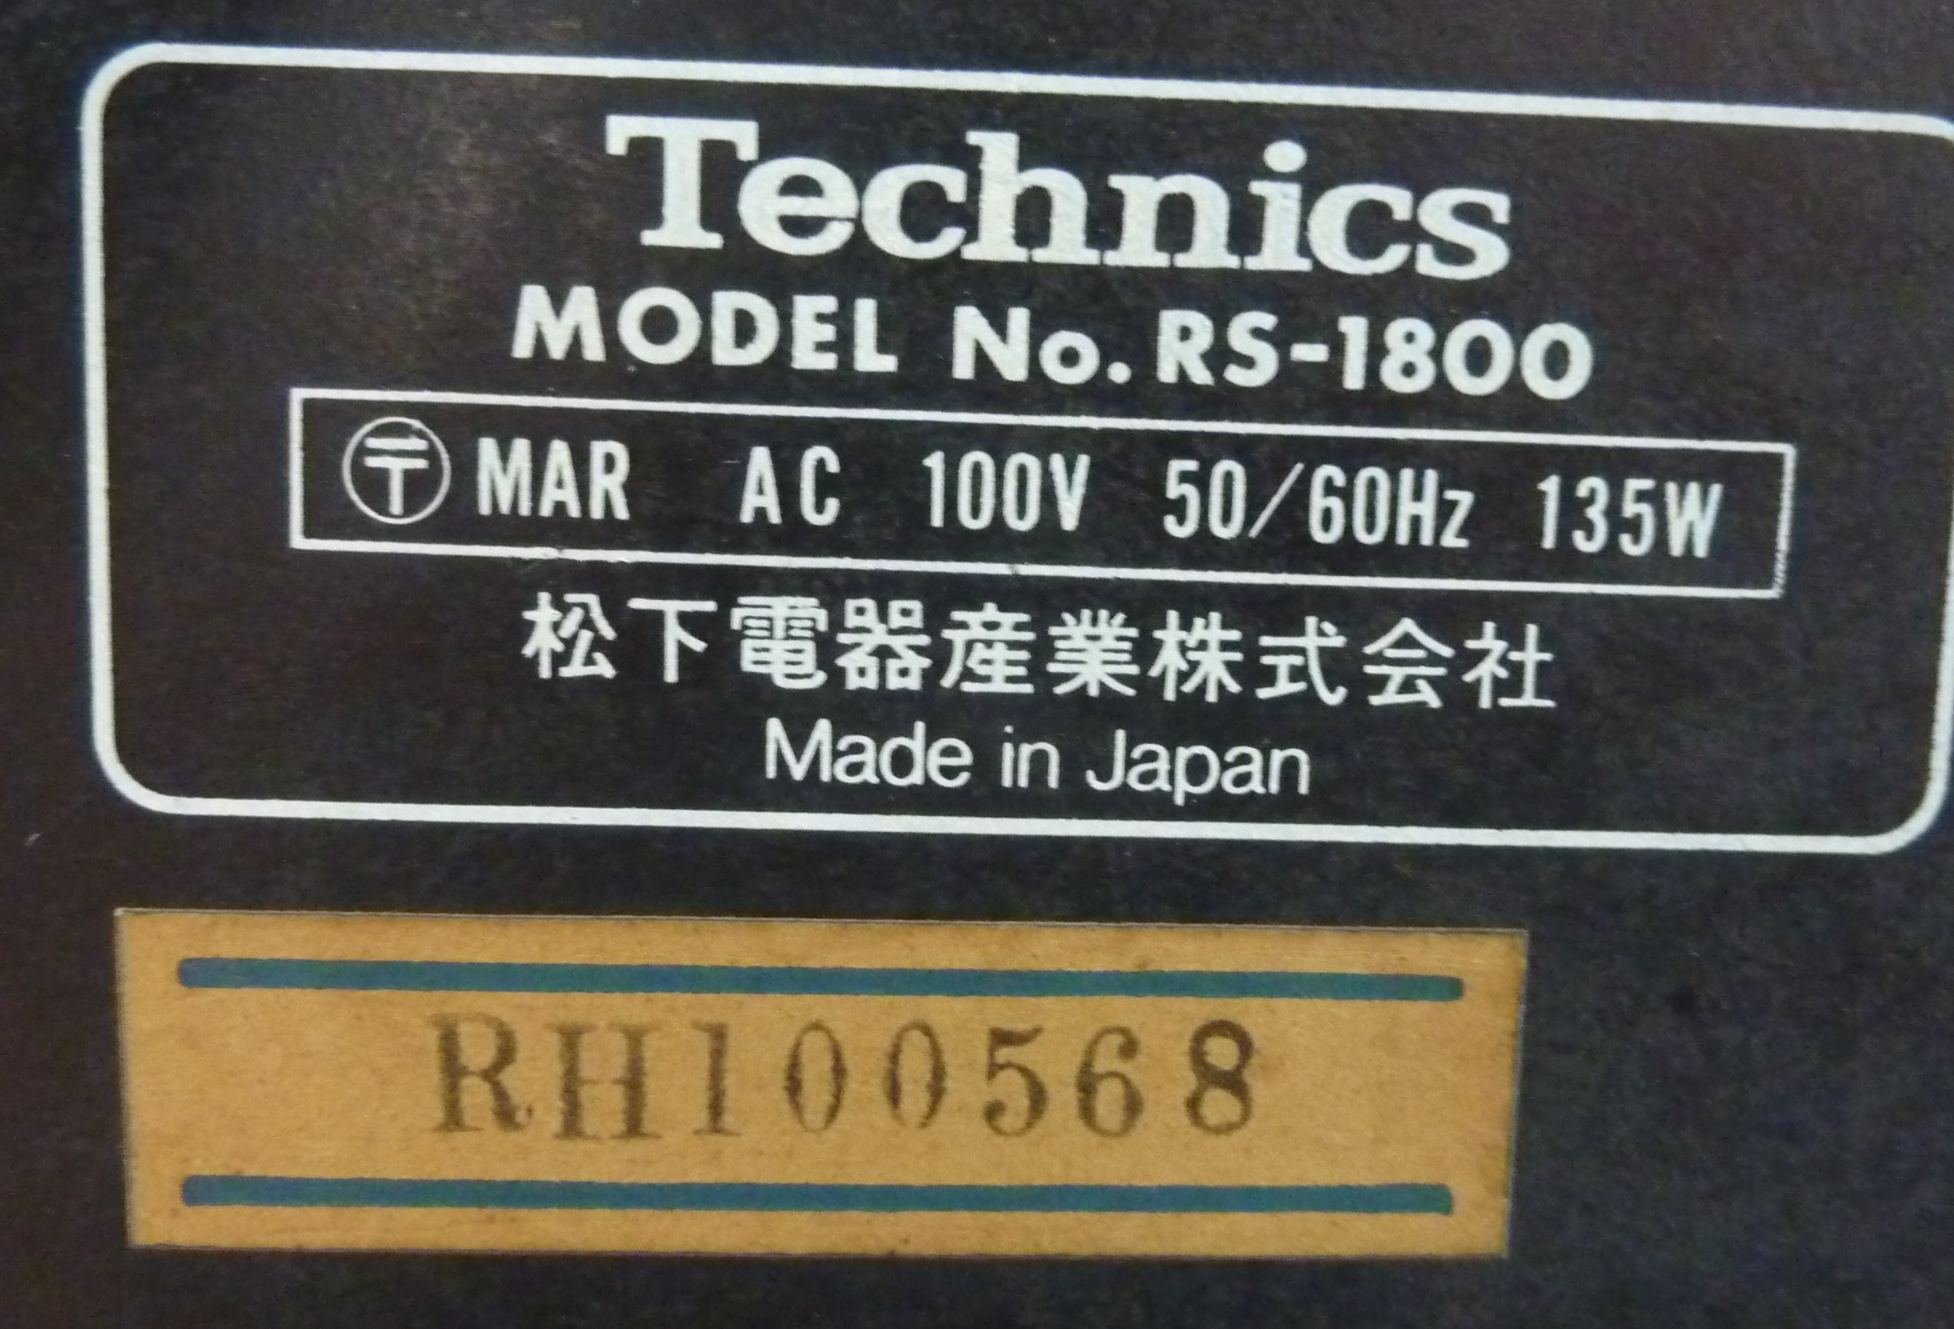 Technics
MODEL No. RS-1800
〶 MAR AC 100V 50/60Hz 135W
松下電器産業株式会社
Made in Japan
RH100568